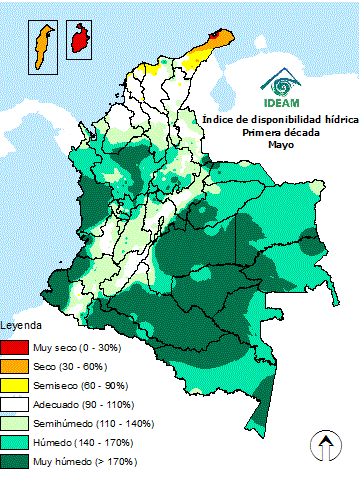 IDEAM
Índice de disponibilidad hídrica
Primera década
Mayo
Leyenda
Muy seco (0 - 30%)
Seco (30 - 60%)
Semiseco (60 - 90%)
Adecuado (90 - 110%)
Semihúmedo (110 - 140%)
Húmedo (140 - 170%)
Muy húmedo (> 170%)